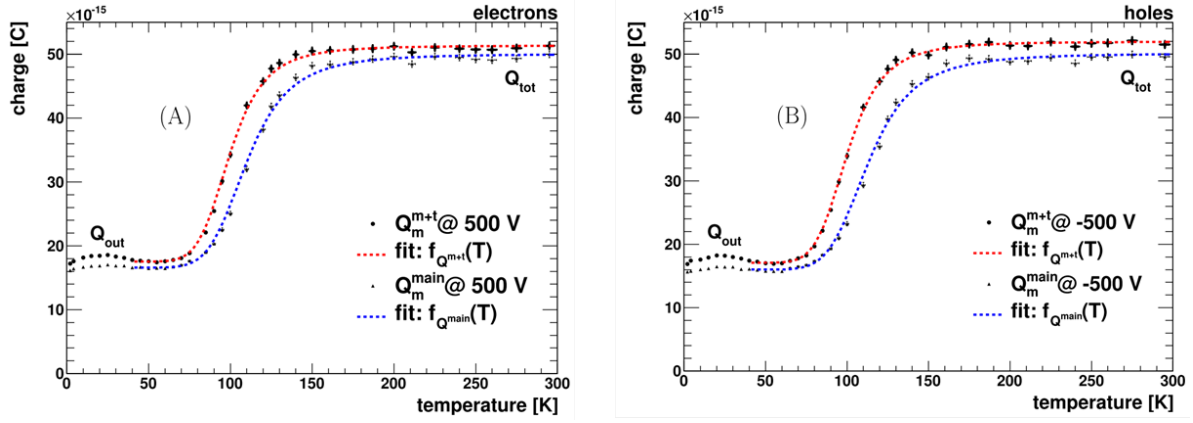 ×10⁻¹⁵
electrons
charge [C]
50
40
30
20
10
0
(A)
Q_tot
Q_out
Q_m^{m+t}@ 500 V
fit: f_{Q^{m+t}}(T)
Q_m^{main}@ 500 V
fit: f_{Q^{main}}(T)
0 50 100 150 200 250 300
temperature [K]
×10⁻¹⁵
holes
charge [C]
50
40
30
20
10
0
(B)
Q_tot
Q_out
Q_m^{m+t}@ -500 V
fit: f_{Q^{m+t}}(T)
Q_m^{main}@ -500 V
fit: f_{Q^{main}}(T)
0 50 100 150 200 250 300
temperature [K]